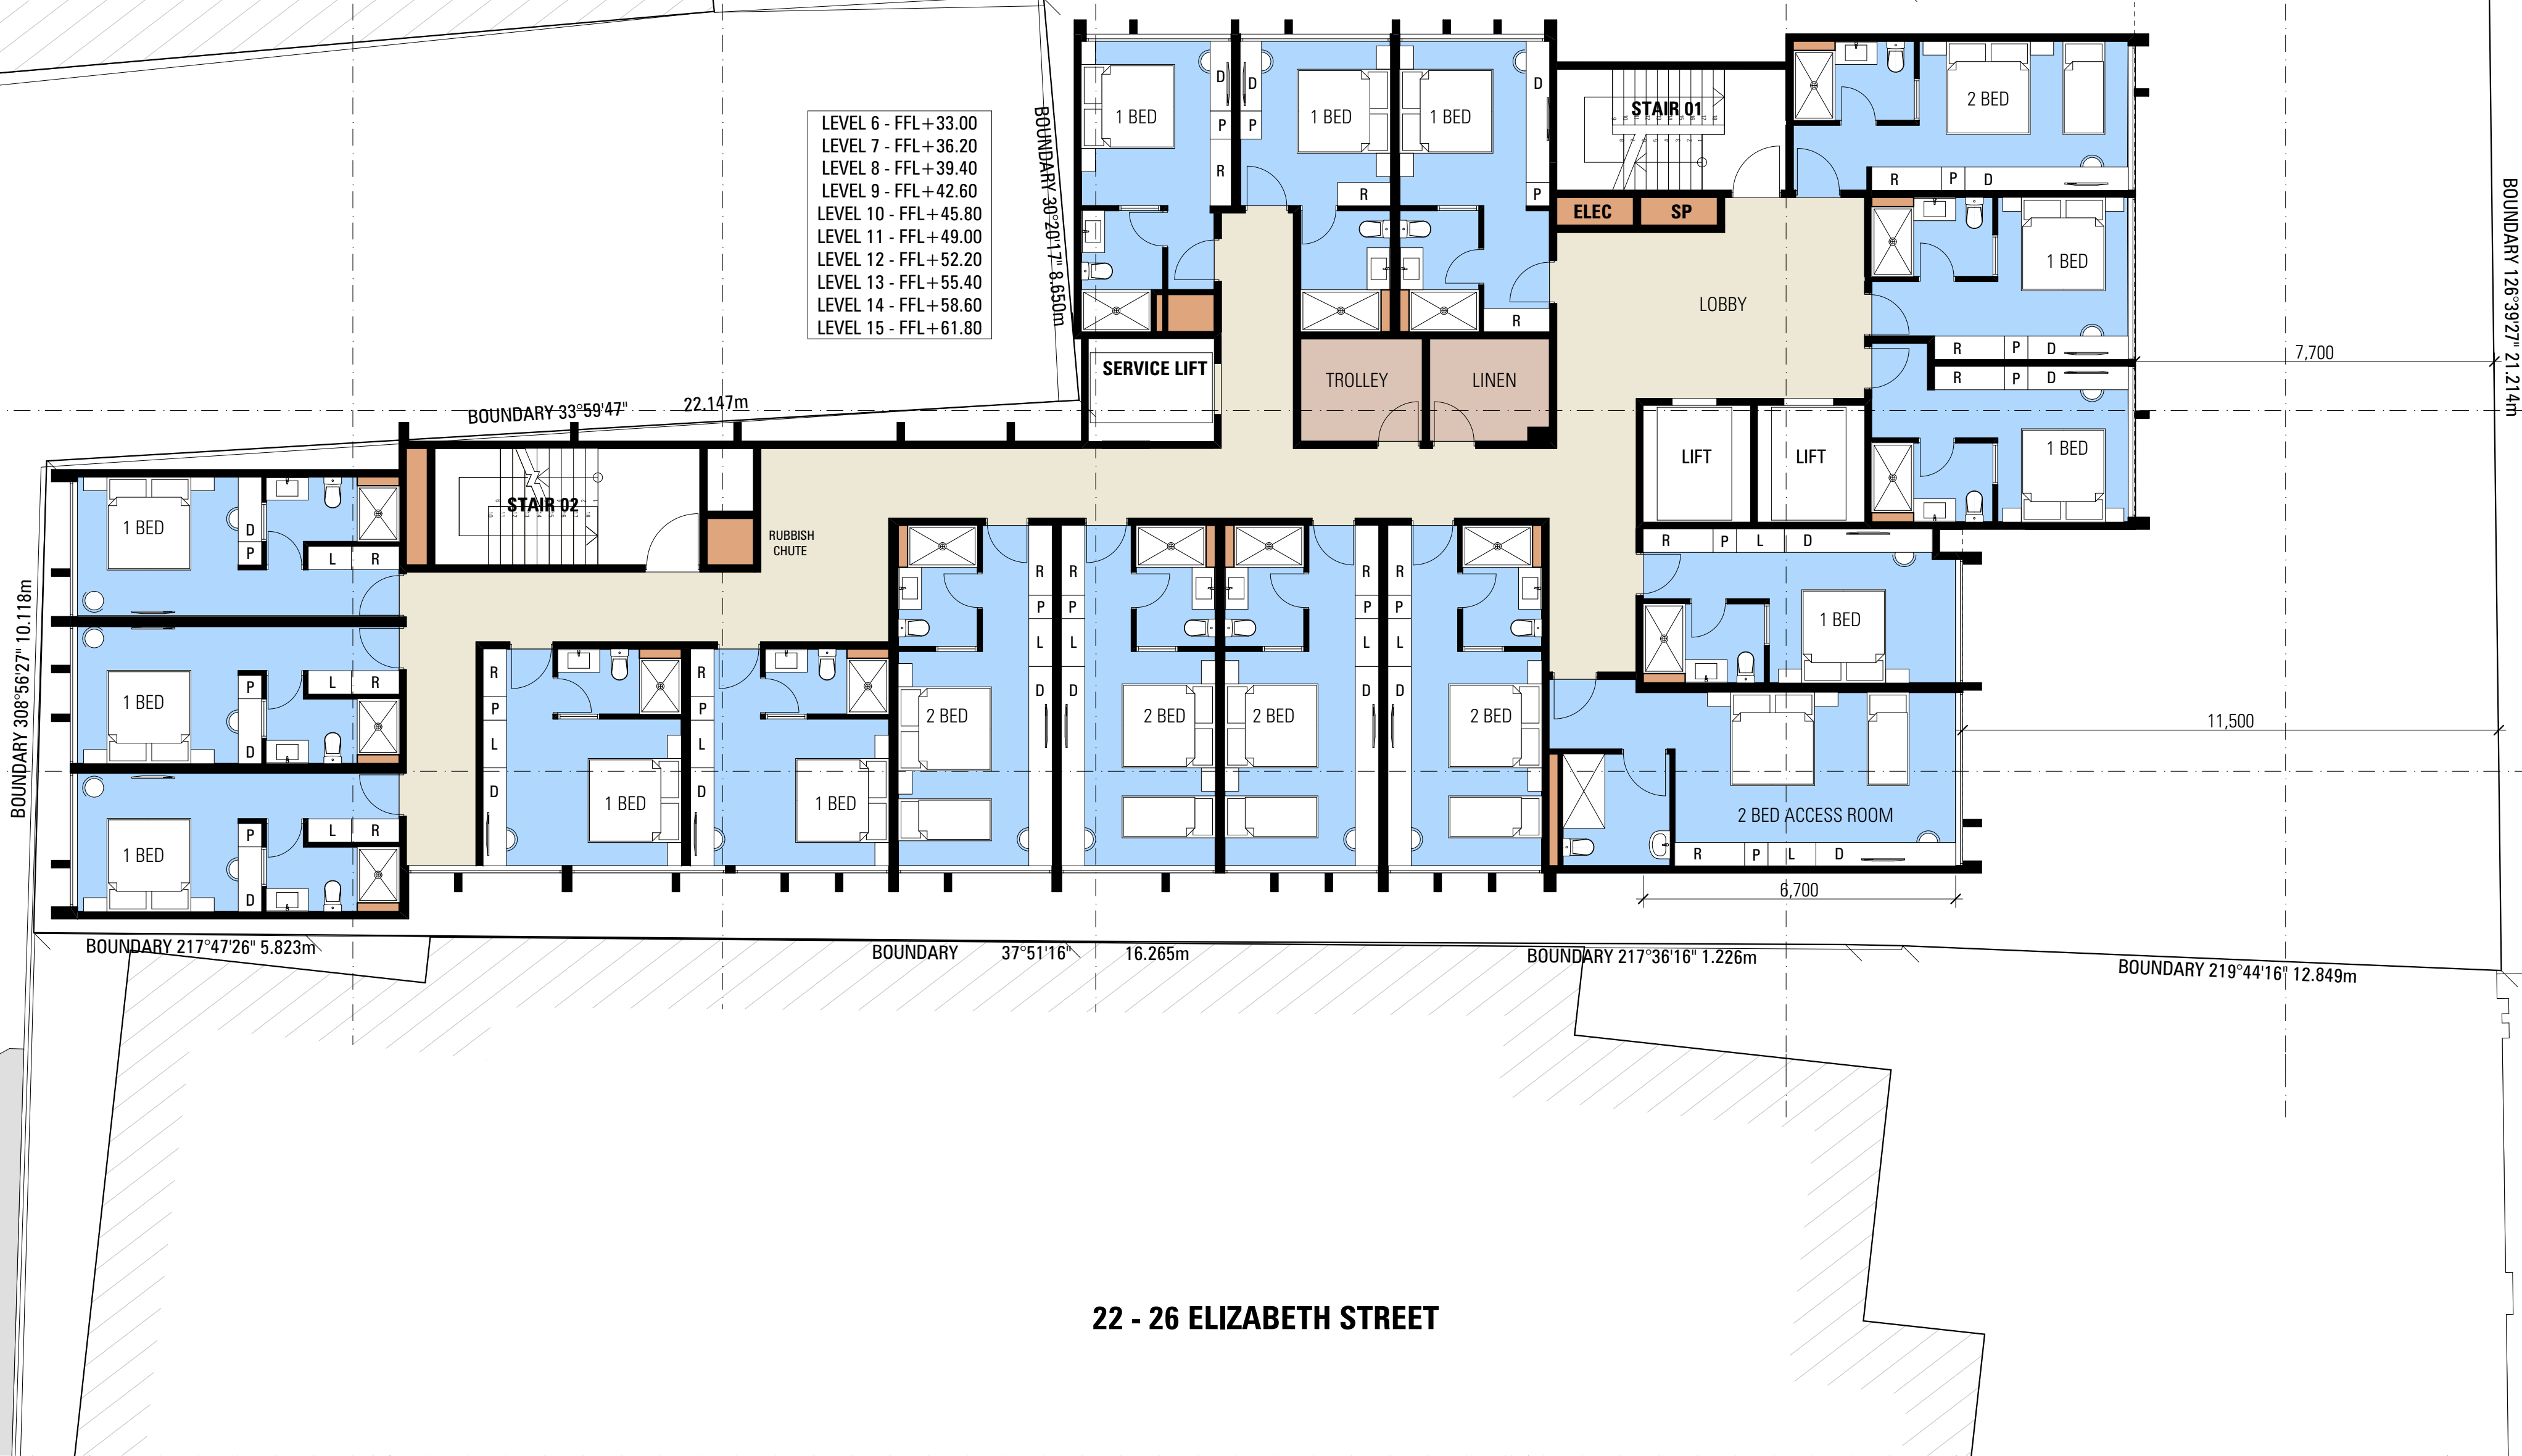 LEVEL 6 - FFL+33.00
LEVEL 7 - FFL+36.20
LEVEL 8 - FFL+39.40
LEVEL 9 - FFL+42.60
LEVEL 10 - FFL+45.80
LEVEL 11 - FFL+49.00
LEVEL 12 - FFL+52.20
LEVEL 13 - FFL+55.40
LEVEL 14 - FFL+58.60
LEVEL 15 - FFL+61.80
BOUNDARY 30°20'17" 8.650m
1 BED
D
P
R
D
P
1 BED
R
1 BED
D
P
R
STAIR 01
ELEC
SP
2 BED
R
P
D
1 BED
R
P
D
R
P
D
1 BED
LOBBY
BOUNDARY 126°39'27" 21.214m
7,700
SERVICE LIFT
TROLLEY
LINEN
LIFT
LIFT
BOUNDARY 33°59'47"
22.147m
STAIR 02
RUBBISH
CHUTE
1 BED
D
P
L
R
1 BED
P
D
L
R
1 BED
P
D
L
R
BOUNDARY 308°56'27" 10.118m
R
P
L
D
1 BED
R
P
L
D
1 BED
2 BED
R
P
L
D
R
P
L
D
2 BED
2 BED
R
P
L
D
R
P
L
D
2 BED
R
P
L
D
1 BED
2 BED ACCESS ROOM
R
P
L
D
11,500
6,700
BOUNDARY 217°47'26" 5.823m
BOUNDARY
37°51'16"
16.265m
BOUNDARY 217°36'16" 1.226m
BOUNDARY 219°44'16" 12.849m
22 - 26 ELIZABETH STREET